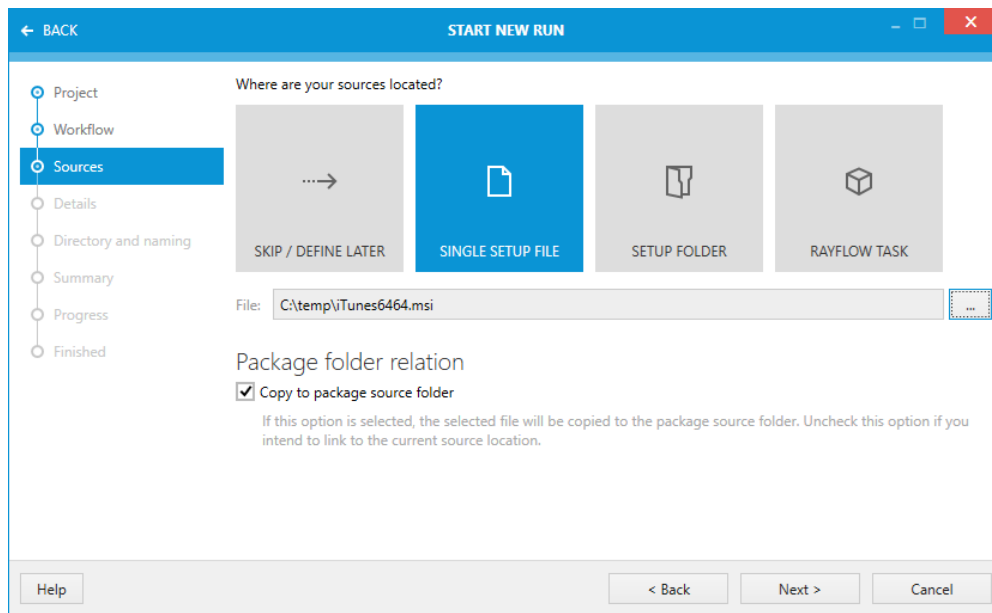 BACK
START NEW RUN
Project
Workflow
Sources
Details
Directory and naming
Summary
Progress
Finished
Where are your sources located?
SKIP / DEFINE LATER
SINGLE SETUP FILE
SETUP FOLDER
RAYFLOW TASK
File: C:\temp\iTunes6464.msi ...
Package folder relation
Copy to package source folder
If this option is selected, the selected file will be copied to the package source folder. Uncheck this option if you
intend to link to the current source location.
Help
< Back
Next >
Cancel